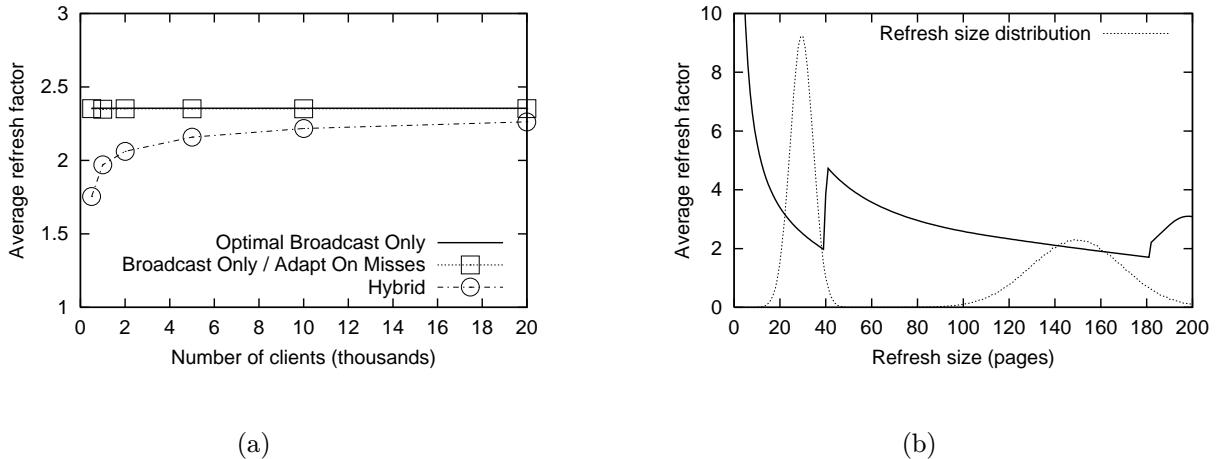 3
2.5
2
1.5
1
Average refresh factor
Optimal Broadcast Only
Broadcast Only / Adapt On Misses
Hybrid
0 2 4 6 8 10 12 14 16 18 20
Number of clients (thousands)
(a)
10
8
6
4
2
0
Average refresh factor
Refresh size distribution
0 20 40 60 80 100 120 140 160 180 200
Refresh size (pages)
(b)